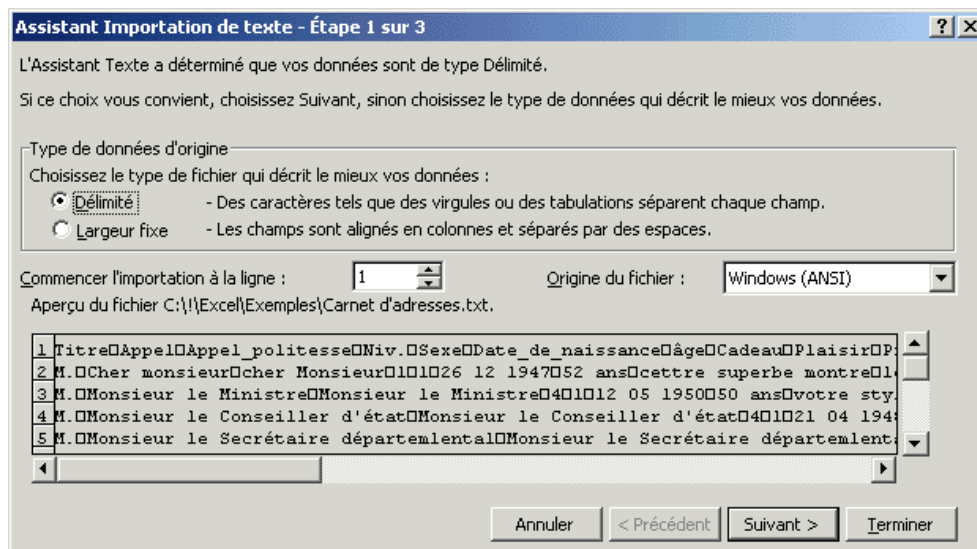 Assistant Importation de texte - Étape 1 sur 3
L'Assistant Texte a déterminé que vos données sont de type Délimité.
Si ce choix vous convient, choisissez Suivant, sinon choisissez le type de données qui décrit le mieux vos données.
Type de données d'origine
Choisissez le type de fichier qui décrit le mieux vos données :
Délimité - Des caractères tels que des virgules ou des tabulations séparent chaque champ.
Largeur fixe - Les champs sont alignés en colonnes et séparés par des espaces.
Commencer l'importation à la ligne : 1 Origine du fichier : Windows (ANSI)
Aperçu du fichier C:\!\Excel\Exemples\Carnet d'adresses.txt.
1 Titre□Appel□Appel_politesse□Niv.□Sexe□Date_de_naissance□âge□Cadeau□Plaisir□P
2 M.□Cher monsieur□cher Monsieur□1□1□26 12 1947□52 ans□cettre superbe montre□l
3 M.□Monsieur le Ministre□Monsieur le Ministre□4□1□12 05 1950□50 ans□votre sty
4 M.□Monsieur le Conseiller d'état□Monsieur le Conseiller d'état□4□1□21 04 194
5 M.□Monsieur le Secrétaire départemlental□Monsieur le Secrétaire départemlent
Annuler < Précédent Suivant > Terminer